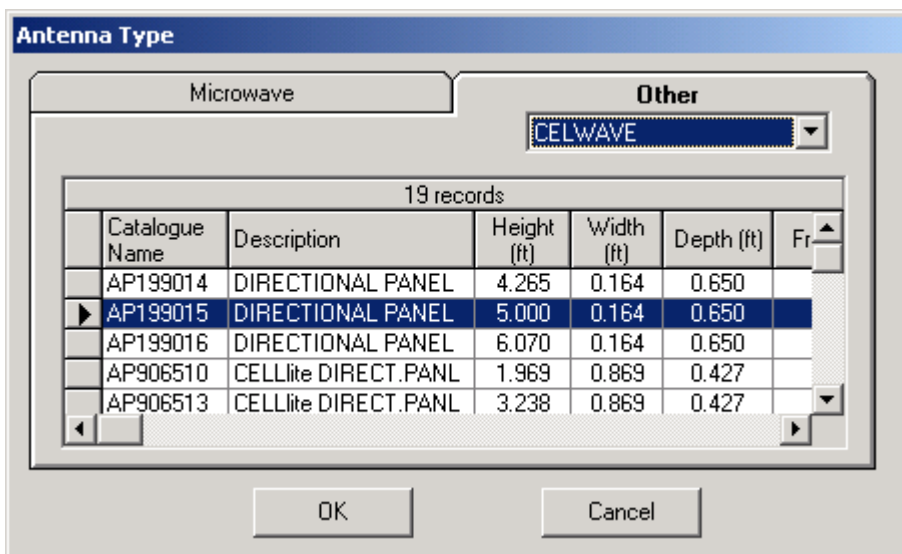 Antenna Type
Microwave Other
CELWAVE
19 records
Catalogue Name Description Height (ft) Width (ft) Depth (ft) Fr
AP199014 DIRECTIONAL PANEL 4.265 0.164 0.650
AP199015 DIRECTIONAL PANEL 5.000 0.164 0.650
AP199016 DIRECTIONAL PANEL 6.070 0.164 0.650
AP906510 CELLlite DIRECT.PANL 1.969 0.869 0.427
AP906513 CELLlite DIRECT.PANL 3.238 0.869 0.427
OK Cancel